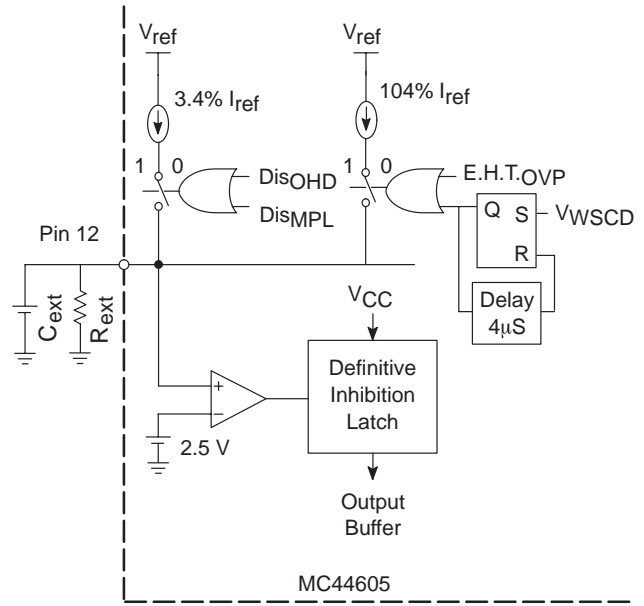 Vref
Vref
3.4% Iref
104% Iref
1 0
1 0
DisOHD
DisMPL
E.H.T.OVP
Q S
R
VWSCD
Pin 12
Delay
4μS
Cext
Rext
VCC
Definitive
Inhibition
Latch
+
–
2.5 V
Output
Buffer
MC44605